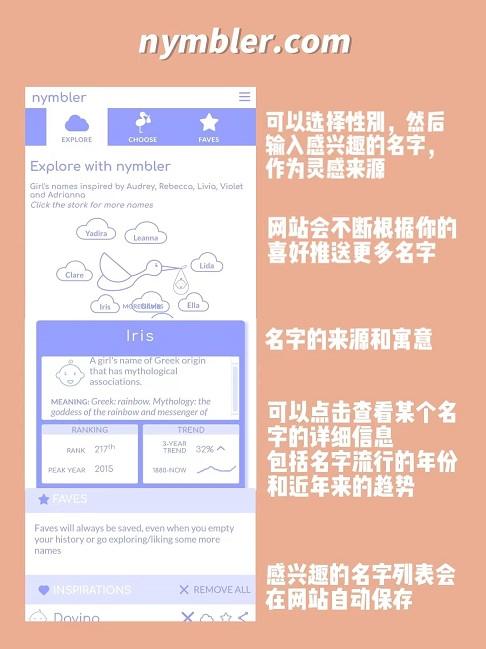 nymbler.com
nymbler
EXPLORE
CHOOSE
FAVES
Explore with nymbler
Girl's names inspired by Audrey, Rebecca, Livia, Violet
and Adrianna
Click the stork for more names
Yadira
Leanna
Clare
Lida
Iris
Ella
Iris
A girl's name of Greek origin
that has mythological
associations.
MEANING: Greek: rainbow. Mythology: the
goddess of the rainbow and messenger of
RANKING
RANK 217th
PEAK YEAR 2015
TREND
3-YEAR
TREND 32%
1880-NOW
FAVES
Faves will always be saved, even when you empty
your history or go exploring/liking some more
names
INSPIRATIONS
REMOVE ALL
可以选择性别，然后
输入感兴趣的名字，
作为灵感来源
网站会不断根据你的
喜好推送更多名字
名字的来源和寓意
可以点击查看某个名
字的详细信息
包括名字流行的年份
和近年来的趋势
感兴趣的名字列表会
在网站自动保存